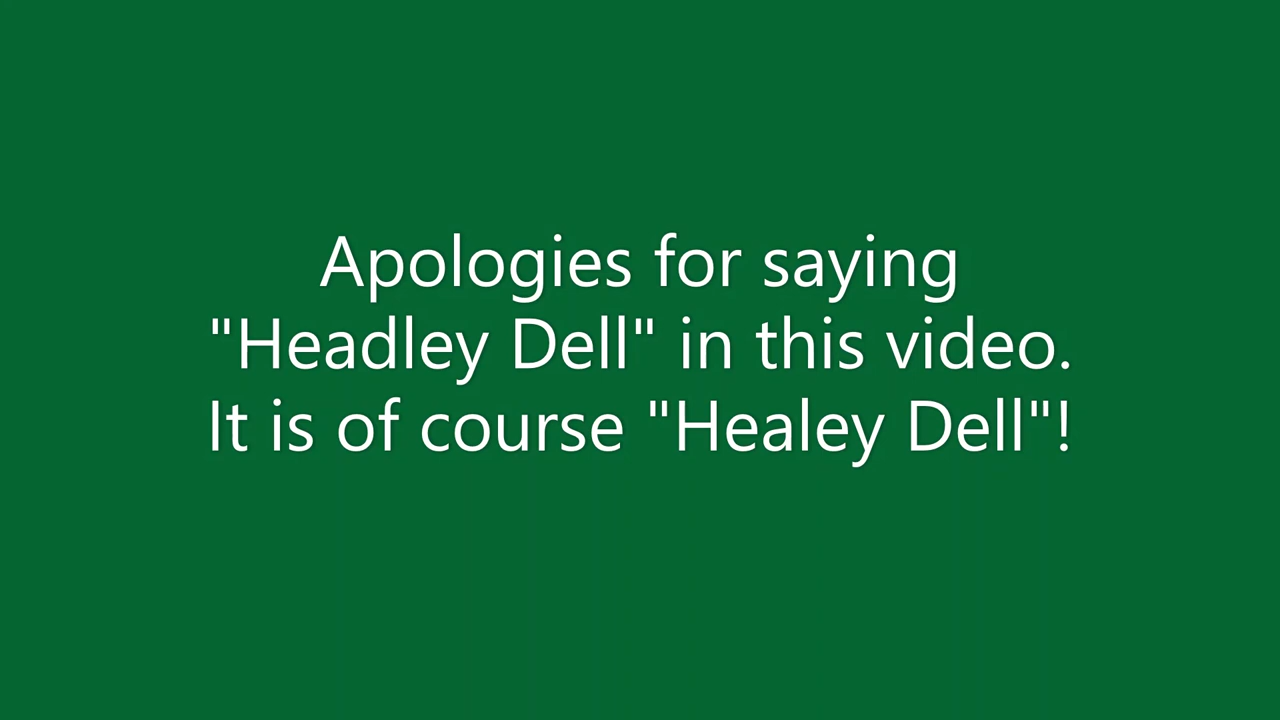 Apologies for saying
"Headley Dell" in this video.
It is of course "Healey Dell"!